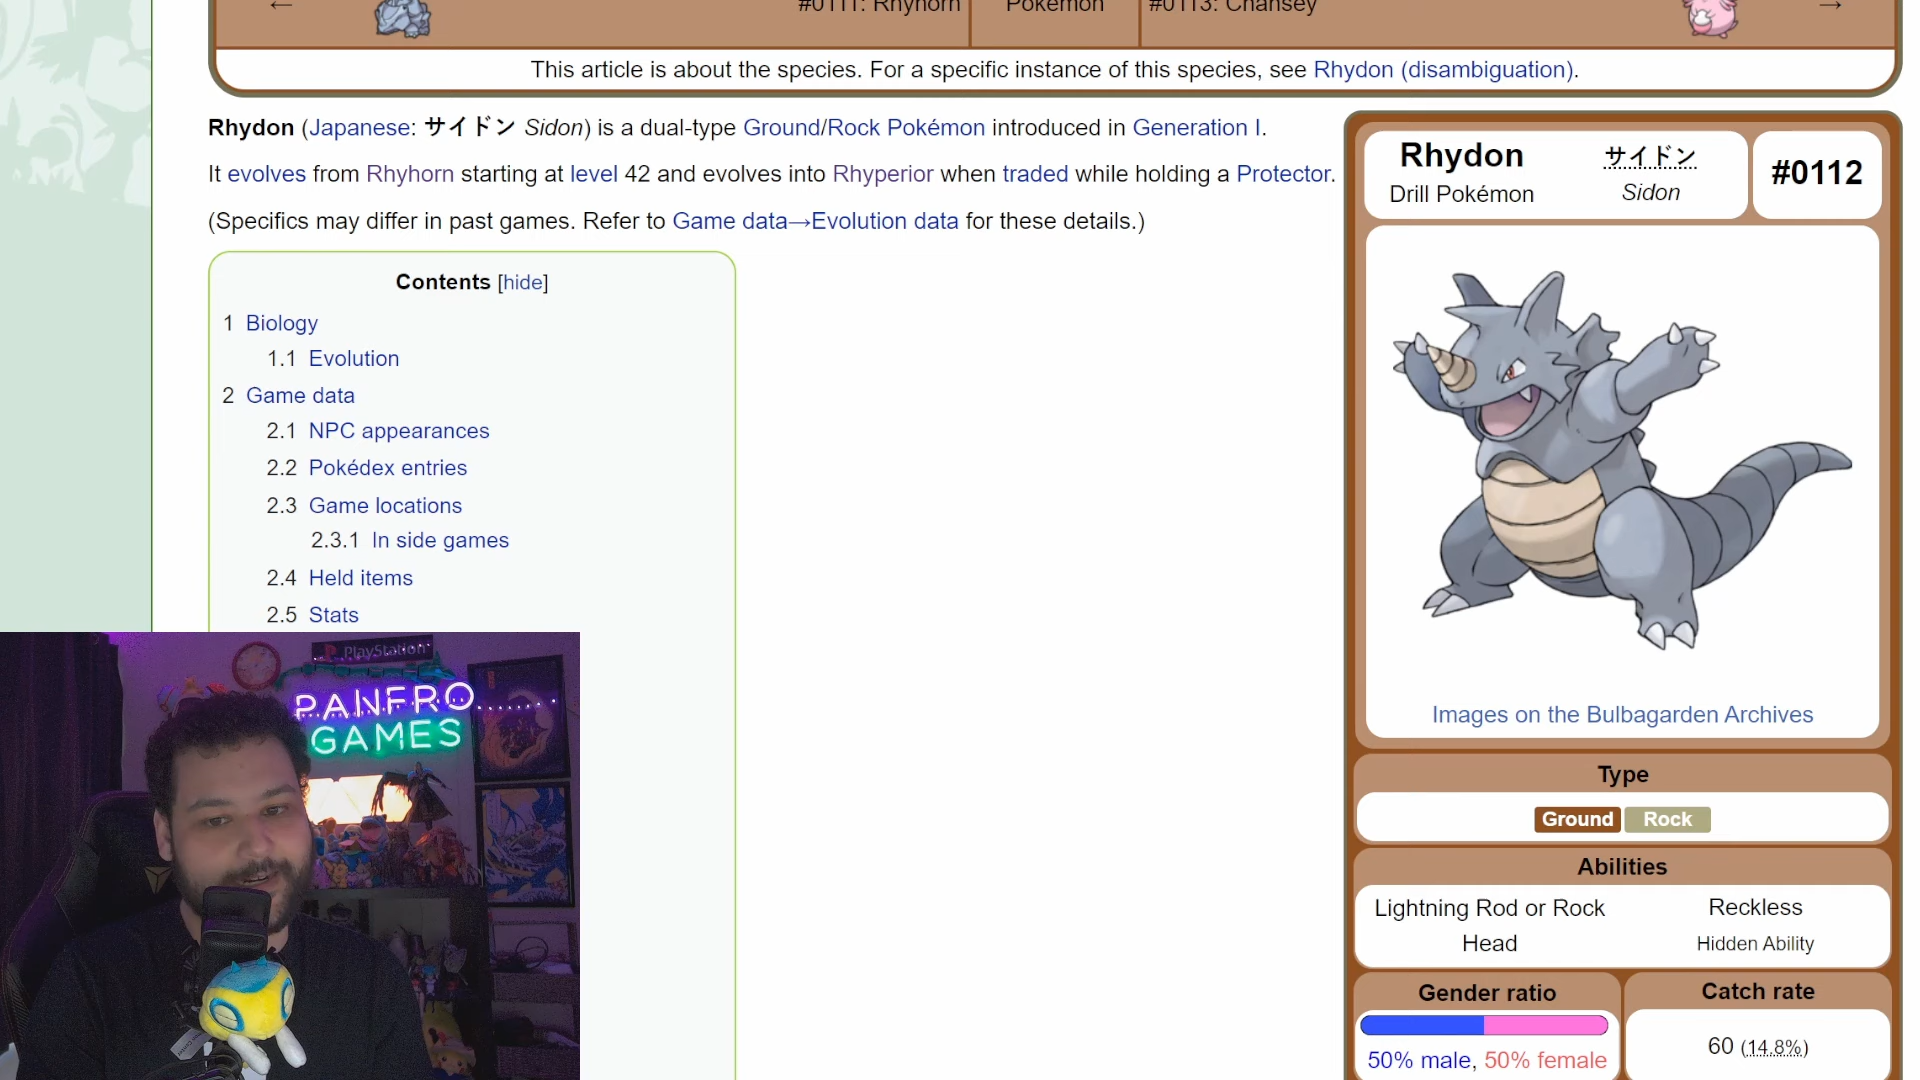 ← #0111: Rhyhorn Pokémon #0113: Chansey →
This article is about the species. For a specific instance of this species, see Rhydon (disambiguation).
Rhydon (Japanese: サイドン Sidon) is a dual-type Ground/Rock Pokémon introduced in Generation I.
It evolves from Rhyhorn starting at level 42 and evolves into Rhyperior when traded while holding a Protector.
(Specifics may differ in past games. Refer to Game data→Evolution data for these details.)
Contents [hide]
1 Biology
1.1 Evolution
2 Game data
2.1 NPC appearances
2.2 Pokédex entries
2.3 Game locations
2.3.1 In side games
2.4 Held items
2.5 Stats
Rhydon サイドン #0112
Drill Pokémon Sidon
Images on the Bulbagarden Archives
Type
Ground Rock
Abilities
Lightning Rod or Rock Head
Reckless
Hidden Ability
Gender ratio
50% male, 50% female
Catch rate
60 (14.8%)
PlayStation
PANFRO
GAMES